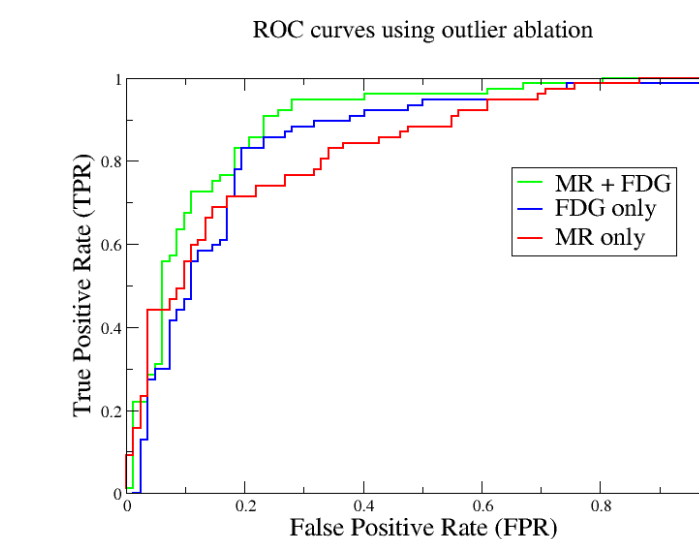 ROC curves using outlier ablation
1
0.8
0.6
0.4
0.2
0
True Positive Rate (TPR)
MR + FDG
FDG only
MR only
0
0.2
0.4
0.6
0.8
False Positive Rate (FPR)